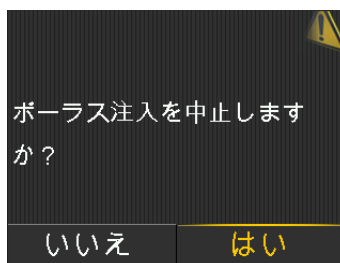 ボーラス注入を中止します
か？
いいえ はい